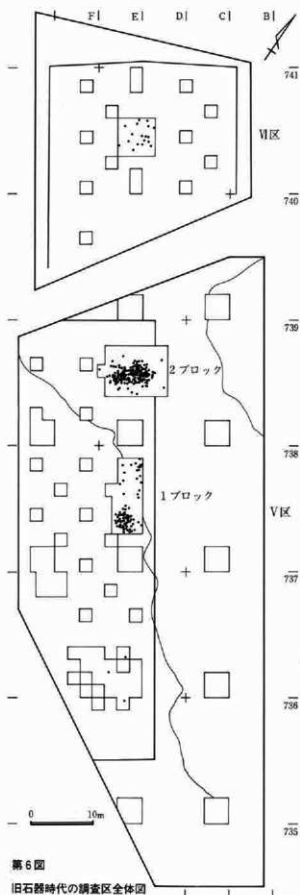 F E D C B
741
Ⅵ区
740
739
2 ブロック
738
1 ブロック
Ⅴ区
737
736
0 10m
735
第6図
旧石器時代の調査区全体図